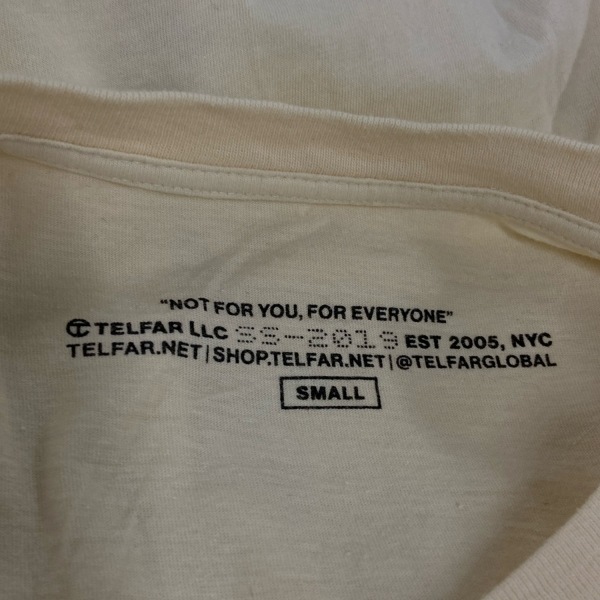 "NOT FOR YOU, FOR EVERYONE"
TELFAR LLC SS-2019 EST 2005, NYC
TELFAR.NET|SHOP.TELFAR.NET|@TELFARGLOBAL
SMALL